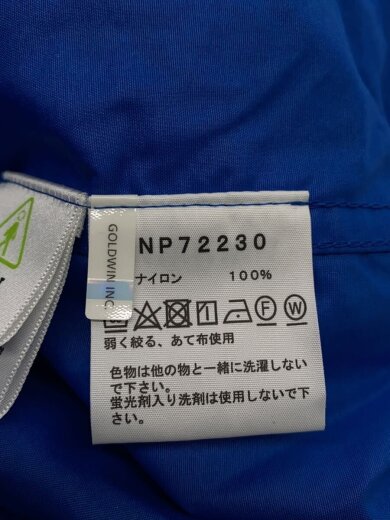 GOLDWIN INC.
NP72230
ナイロン 100%
F W
弱く絞る、あて布使用
色物は他の物と一緒に洗濯しない
で下さい。
蛍光剤入り洗剤は使用しないで下
さい。
C